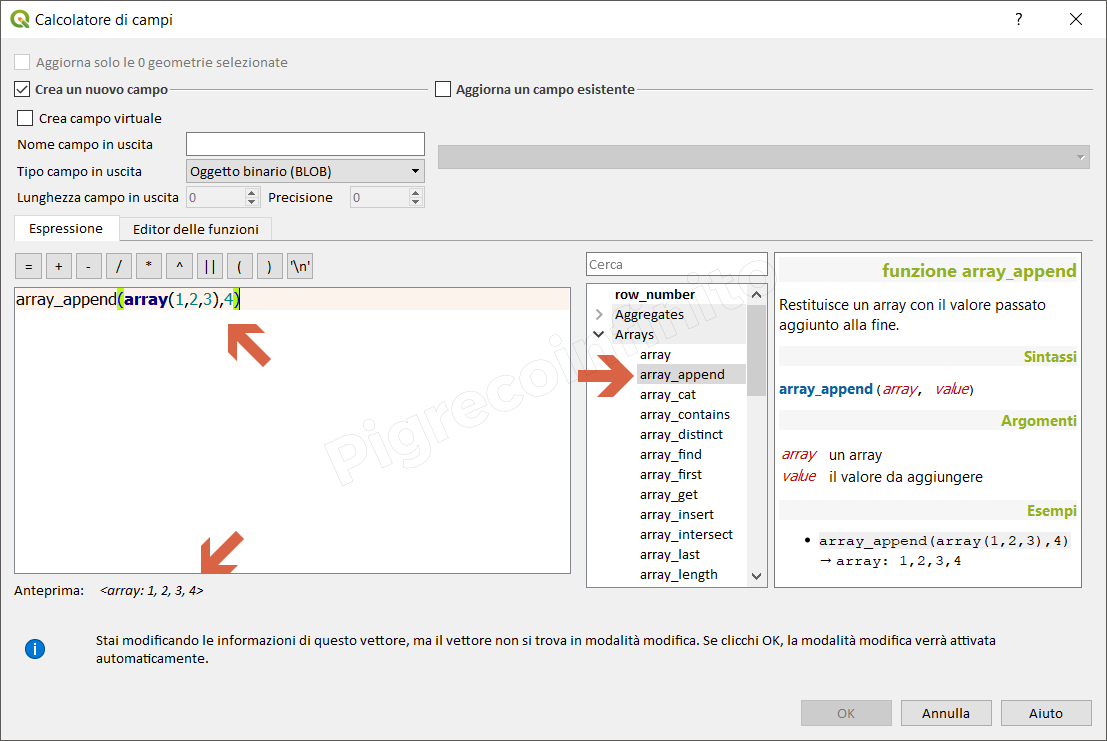 Calcolatore di campi
?
Aggiorna solo le 0 geometrie selezionate
Crea un nuovo campo
Aggiorna un campo esistente
Crea campo virtuale
Nome campo in uscita
Tipo campo in uscita
Oggetto binario (BLOB)
Lunghezza campo in uscita
0
Precisione
0
Espressione
Editor delle funzioni
= + - / * ^ || ( ) '\n'
array_append(array(1,2,3),4)
Anteprima: <array: 1, 2, 3, 4>
Cerca
row_number
Aggregates
Arrays
array
array_append
array_cat
array_contains
array_distinct
array_find
array_first
array_get
array_insert
array_intersect
array_last
array_length
funzione array_append
Restituisce un array con il valore passato
aggiunto alla fine.
Sintassi
array_append(array, value)
Argomenti
array un array
value il valore da aggiungere
Esempi
• array_append(array(1,2,3),4)
→ array: 1,2,3,4
Pigrecoinfinito
i
Stai modificando le informazioni di questo vettore, ma il vettore non si trova in modalità modifica. Se clicchi OK, la modalità modifica verrà attivata
automaticamente.
OK
Annulla
Aiuto